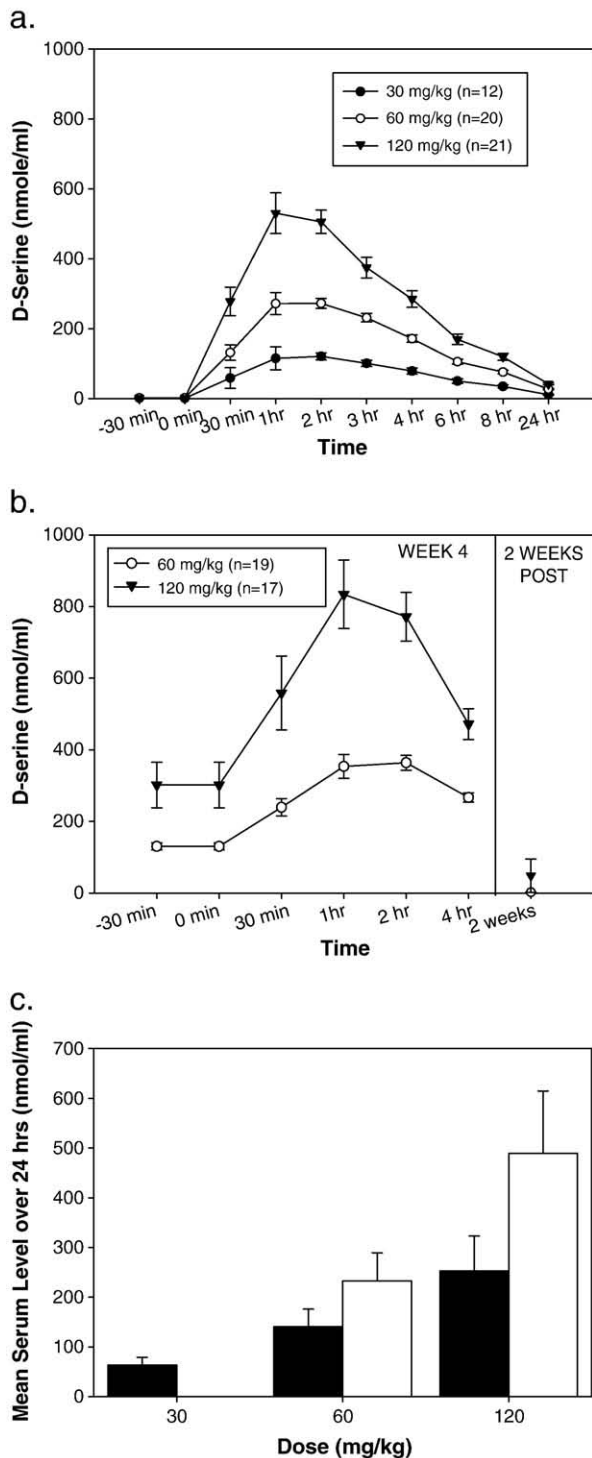 a.
D-Serine (nmole/ml)
1000
800
600
400
200
0
30 mg/kg (n=12)
60 mg/kg (n=20)
120 mg/kg (n=21)
-30 min 0 min 30 min 1hr 2 hr 3 hr 4 hr 6 hr 8 hr 24 hr
Time
b.
D-serine (nmol/ml)
1000
800
600
400
200
0
60 mg/kg (n=19)
120 mg/kg (n=17)
WEEK 4
2 WEEKS
POST
-30 min 0 min 30 min 1hr 2 hr 4 hr 2 weeks
Time
c.
Mean Serum Level over 24 hrs (nmol/ml)
700
600
500
400
300
200
100
0
30 60 120
Dose (mg/kg)